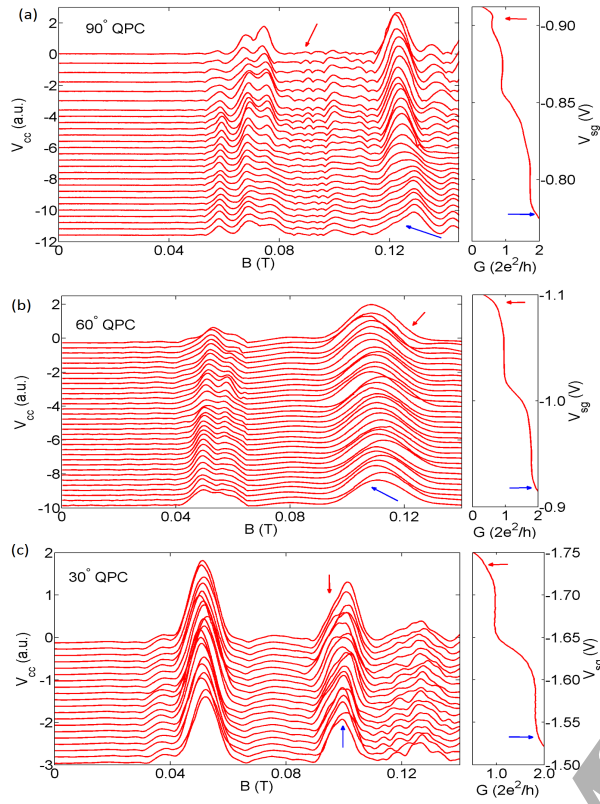 (a)
90° QPC
2
0
-2
-4
-6
-8
-10
-12
V_cc (a.u.)
0
0.04
0.08
0.12
B (T)
-0.90
-0.85
-0.80
V_sg (V)
0
1
2
G (2e²/h)
(b)
60° QPC
2
0
-2
-4
-6
-8
-10
V_cc (a.u.)
0
0.04
0.08
0.12
B (T)
-1.1
-1.0
-0.9
V_sg (V)
0
1
2
G (2e²/h)
(c)
30° QPC
2
1
0
-1
-2
-3
V_cc (a.u.)
0
0.04
0.08
0.12
B (T)
-1.75
-1.70
-1.65
-1.60
-1.55
-1.50
V_sg (V)
1.0
2.0
G (2e²/h)